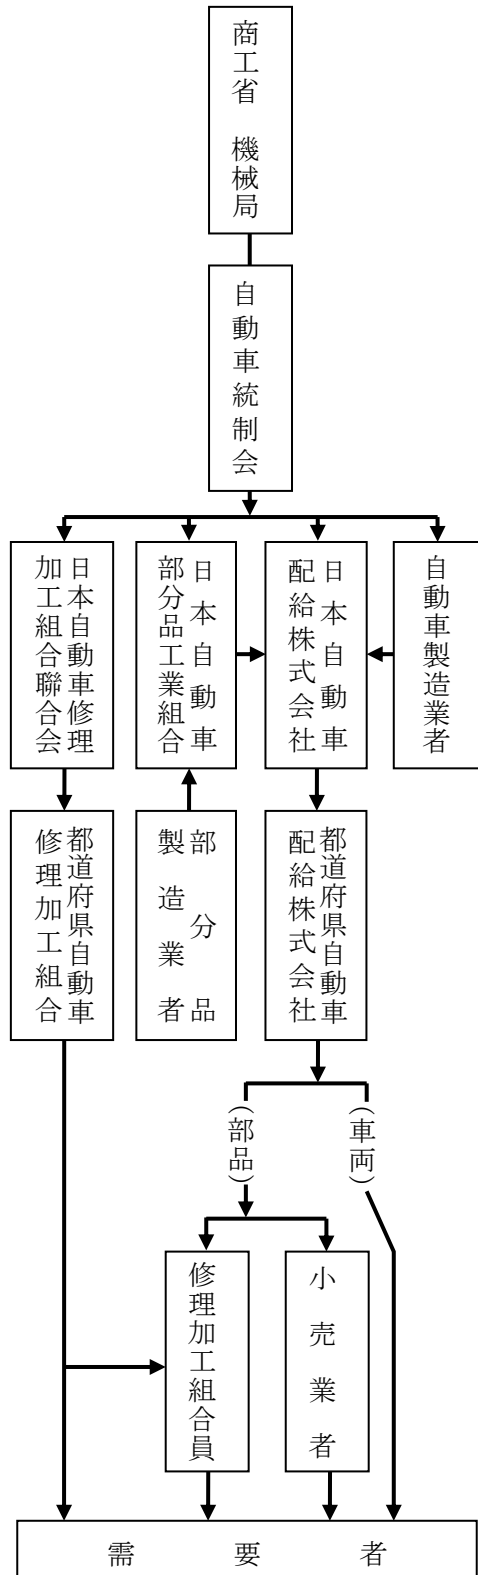 商工省 機械局
自動車統制会
自動車製造業者
日本自動車
配給株式会社
日本自動車
部分品工業組合
日本自動車修理
加工組合聯合会
都道府県自動車
配給株式会社
部分品
製造業者
都道府県自動車
修理加工組合
(車両)
(部品)
小売業者
修理加工組合員
需要者